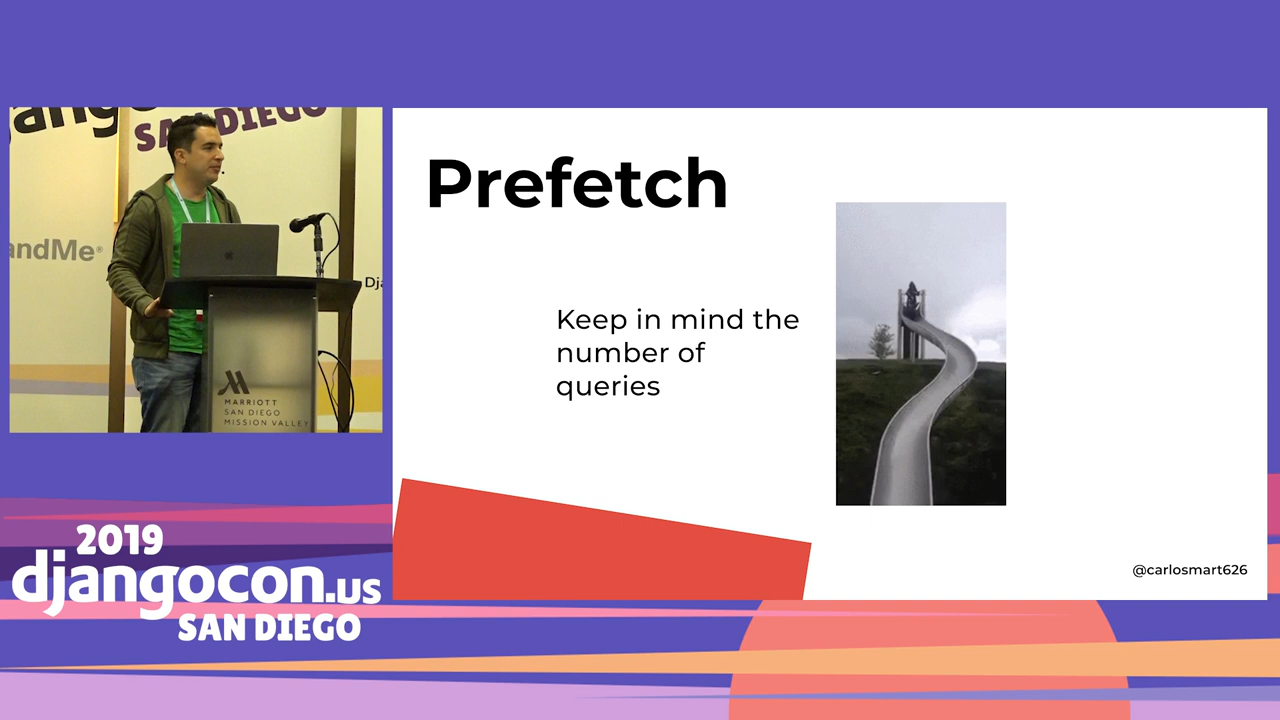 SAN DIEGO
andMe®
Dj
MARRIOTT
SAN DIEGO
MISSION VALLEY
Prefetch
Keep in mind the
number of
queries
@carlosmart626
2019
djangocon.us
SAN DIEGO